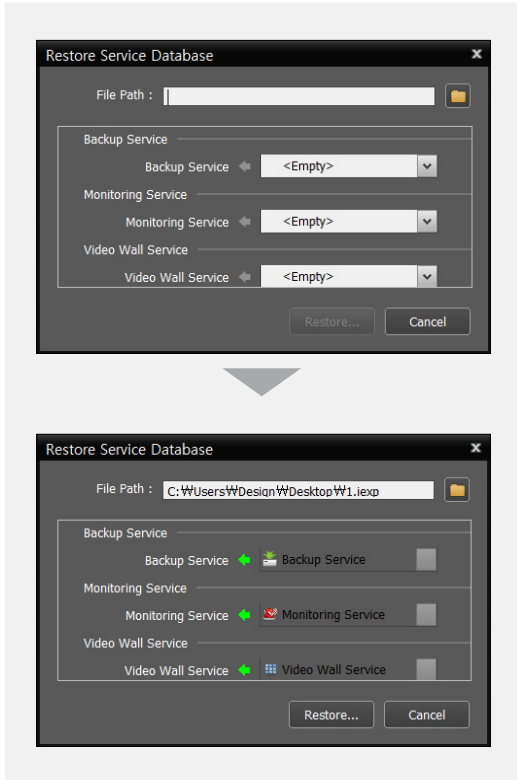 Restore Service Database x
File Path :
Backup Service
Backup Service <Empty>
Monitoring Service
Monitoring Service <Empty>
Video Wall Service
Video Wall Service <Empty>
Restore... Cancel
Restore Service Database x
File Path : C:₩Users₩Design₩Desktop₩1.iexp
Backup Service
Backup Service Backup Service
Monitoring Service
Monitoring Service Monitoring Service
Video Wall Service
Video Wall Service Video Wall Service
Restore... Cancel